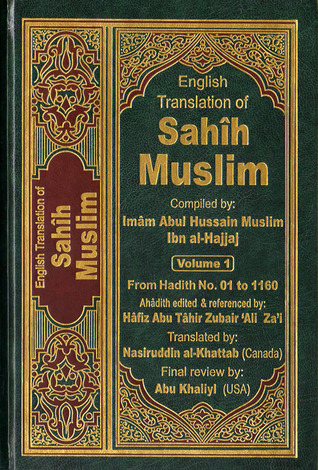 English Translation of
Sahîh
Muslim
English
Translation of
Sahîh
Muslim
Compiled by:
Imâm Abul Hussain Muslim
Ibn al-Hajjaj
Volume 1
From Hadith No. 01 to 1160
Ahâdith edited & referenced by:
Hâfiz Abu Tâhir Zubair 'Ali Za'i
Translated by:
Nasiruddin al-Khattab (Canada)
Final review by:
Abu Khaliyl (USA)